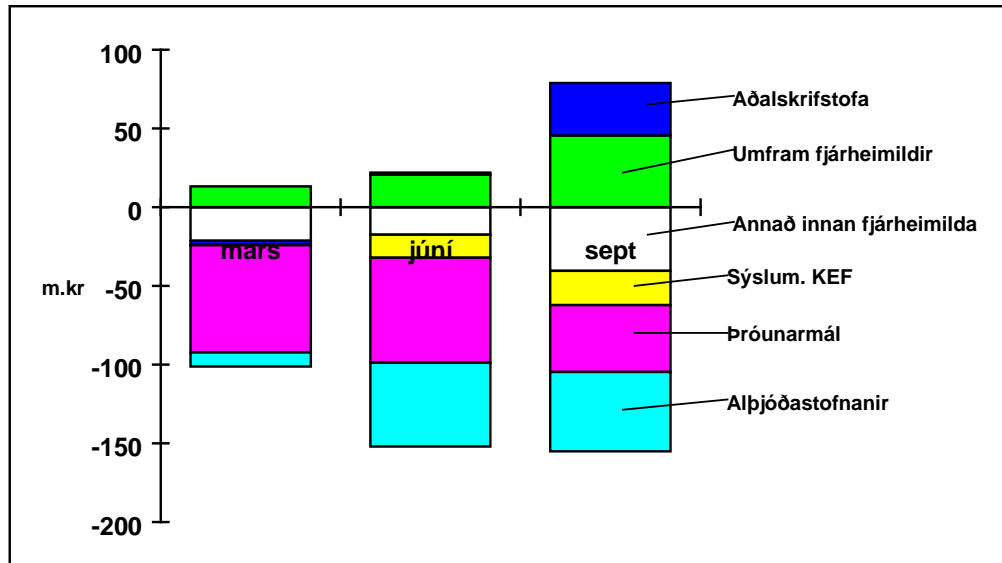 100
50
0
-50
-100
-150
-200
m.kr
mars
júní
sept
Aðalskrifstofa
Umfram fjárheimildir
Annað innan fjárheimilda
Sýslum. KEF
Þróunarmál
Alþjóðastofnanir